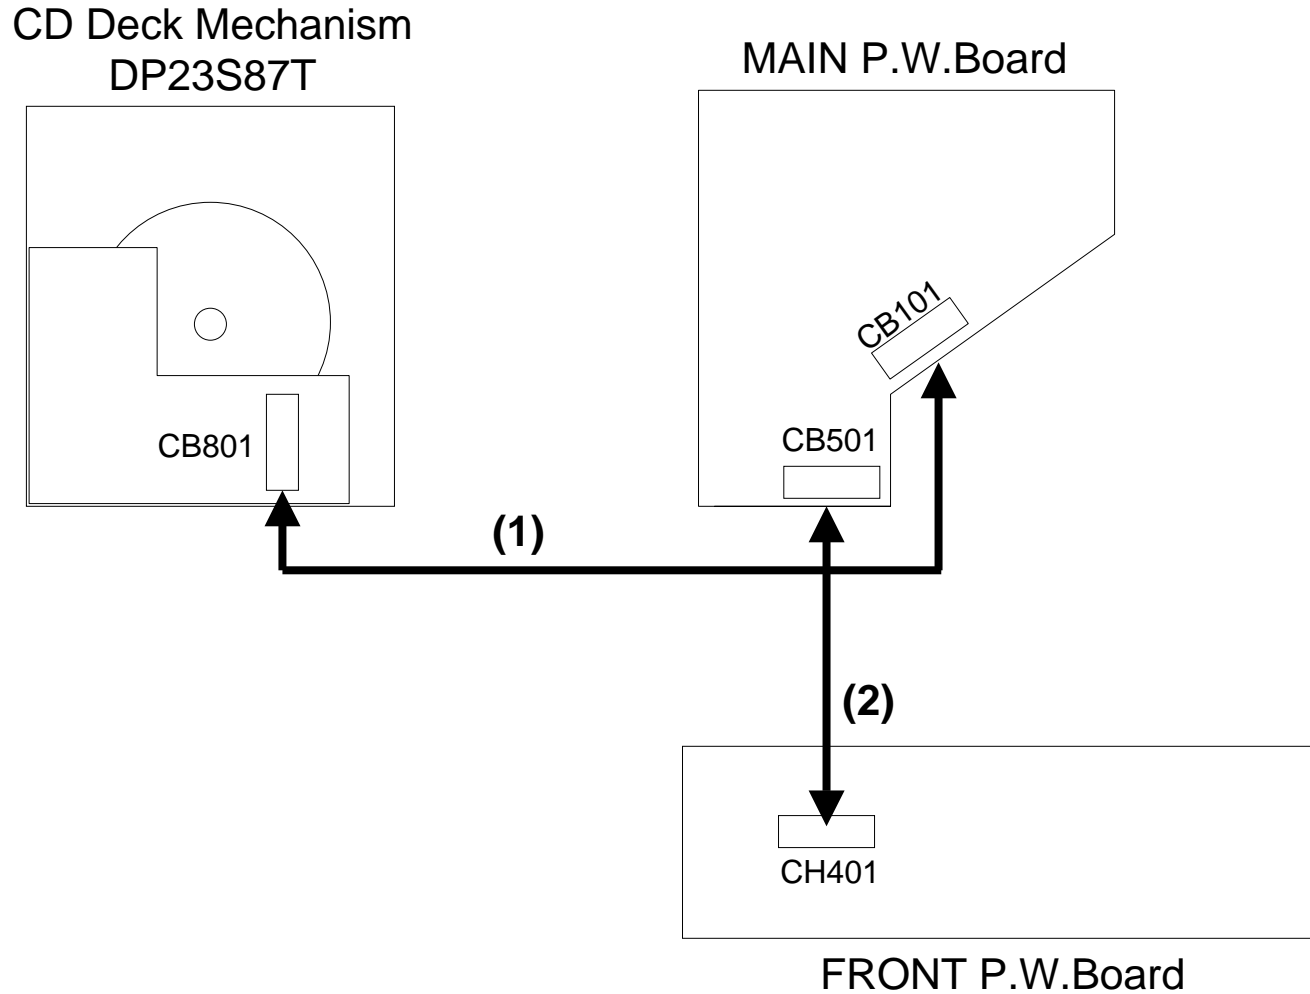 CD Deck Mechanism
DP23S87T
MAIN P.W.Board
CB101
CB801
CB501
(1)
(2)
CH401
FRONT P.W.Board